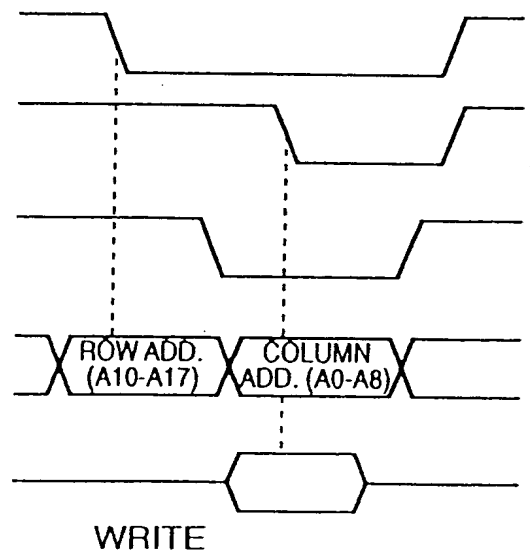 ROW ADD.
(A10-A17)
COLUMN
ADD. (A0-A8)
WRITE